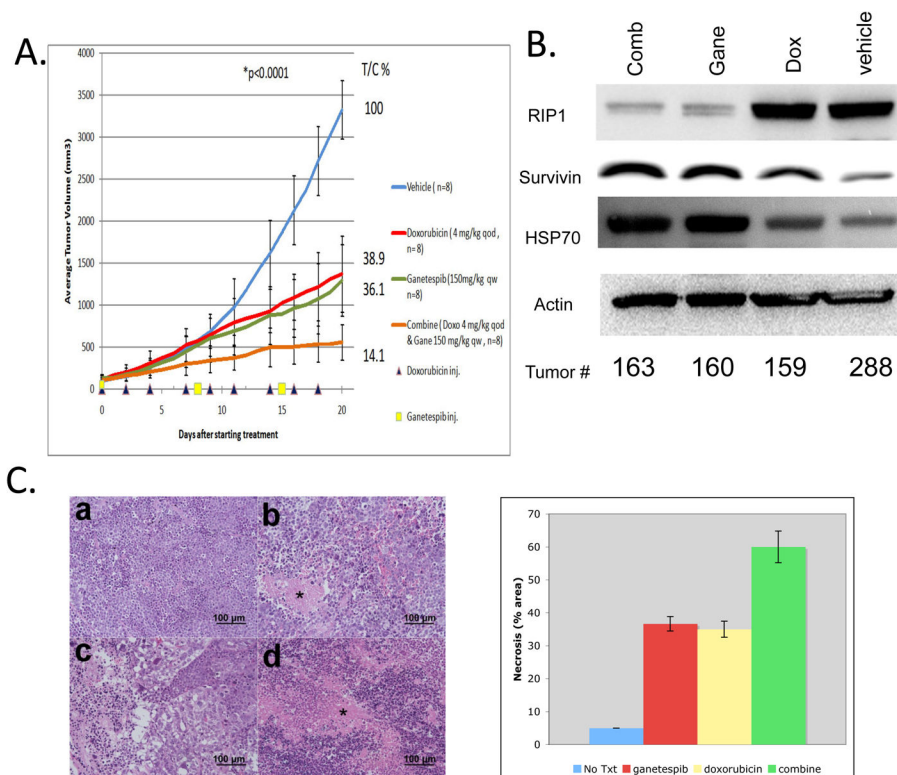 A.
4000
3500
3000
2500
2000
1500
1000
500
0
Average Tumor Volume (mm3)
*p<0.0001
T/C %
100
38.9
36.1
14.1
Vehicle ( n=8)
Doxorubicin ( 4 mg/kg qod ,
n= 8)
Ganetespib (150mg/kg qw
n=8)
Combine ( Doxo 4 mg/kg qod
& Gane 150 mg/kg qw , n=8)
Doxorubicin inj.
Ganetespib inj.
0 5 10 15 20
Days after starting treatment
B.
Comb Gane Dox vehicle
RIP1
Survivin
HSP70
Actin
Tumor # 163 160 159 288
C.
a
100 µm
b
*
100 µm
c
100 µm
d
*
100 µm
70
60
50
40
30
20
10
0
Necrosis (% area)
No Txt ganetespib doxorubicin combine